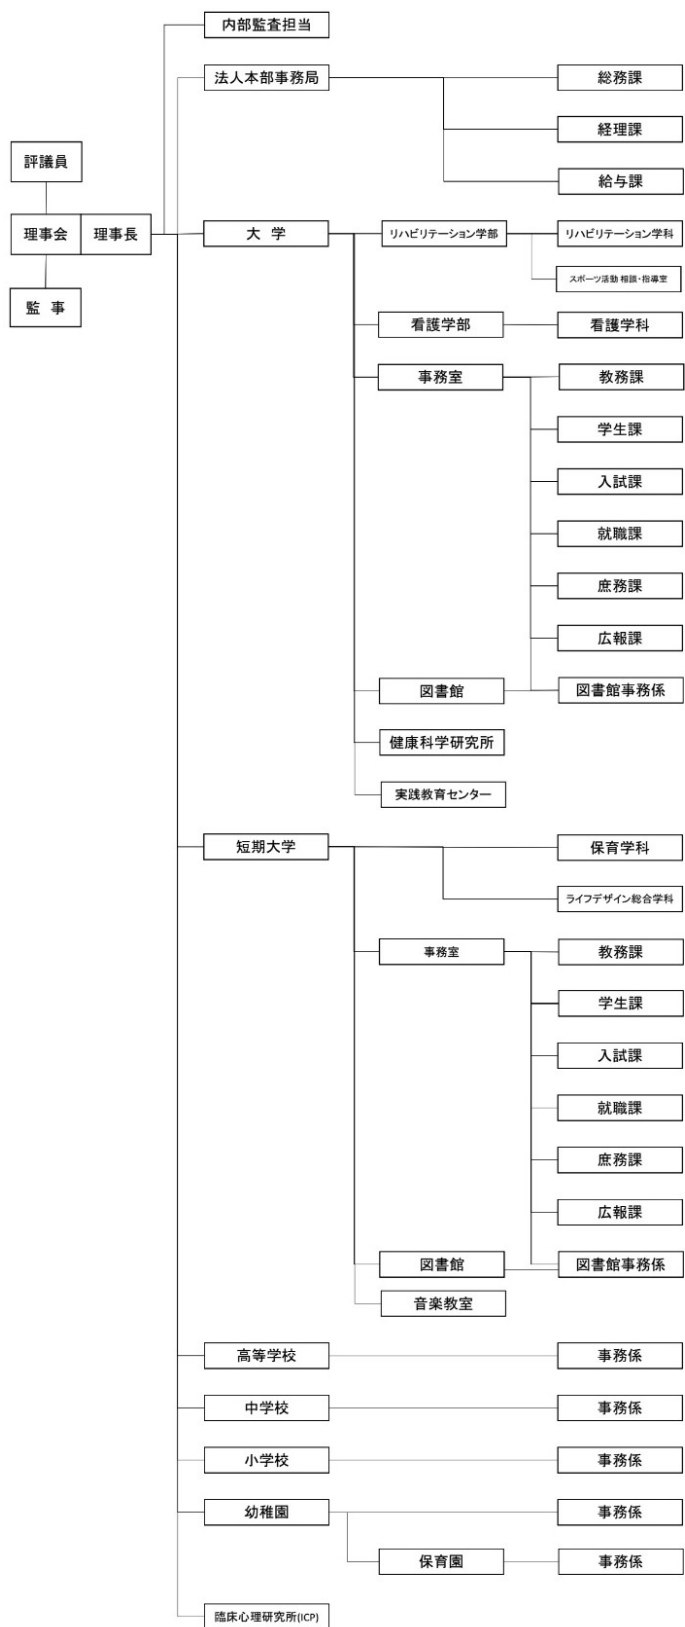 内部監査担当
法人本部事務局
総務課
経理課
給与課
評議員
理事会
理事長
監 事
大 学
リハビリテーション学部
リハビリテーション学科
スポーツ活動 相談・指導室
看護学部
看護学科
事務室
教務課
学生課
入試課
就職課
庶務課
広報課
図書館
図書館事務係
健康科学研究所
実践教育センター
短期大学
保育学科
ライフデザイン総合学科
事務室
教務課
学生課
入試課
就職課
庶務課
広報課
図書館
図書館事務係
音楽教室
高等学校
事務係
中学校
事務係
小学校
事務係
幼稚園
事務係
保育園
事務係
臨床心理研究所(ICP)